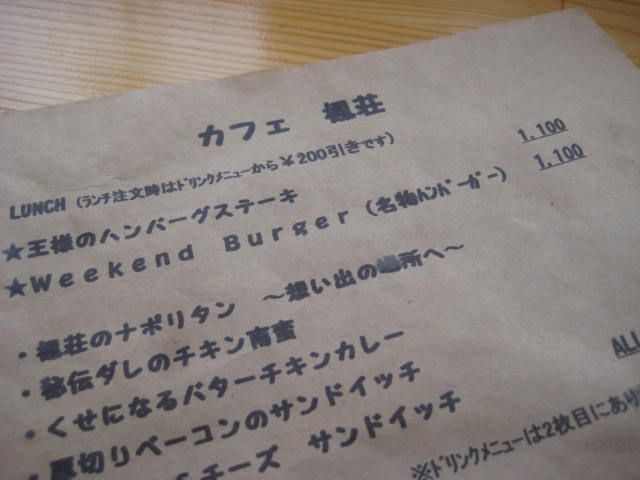 カフェ 楓荘
LUNCH (ランチ注文時はドリンクメニューから￥200引きです)
★王様のハンバーグステーキ 1,100
★Weekend Burger(名物ハンバーガー) 1,100
・楓荘のナポリタン ～想い出の場所へ～
・秘伝ダレのチキン南蛮
・くせになるバターチキンカレー
・厚切りベーコンのサンドイッチ
チーズ サンドイッチ
ALL
※ドリンクメニューは2枚目にあり